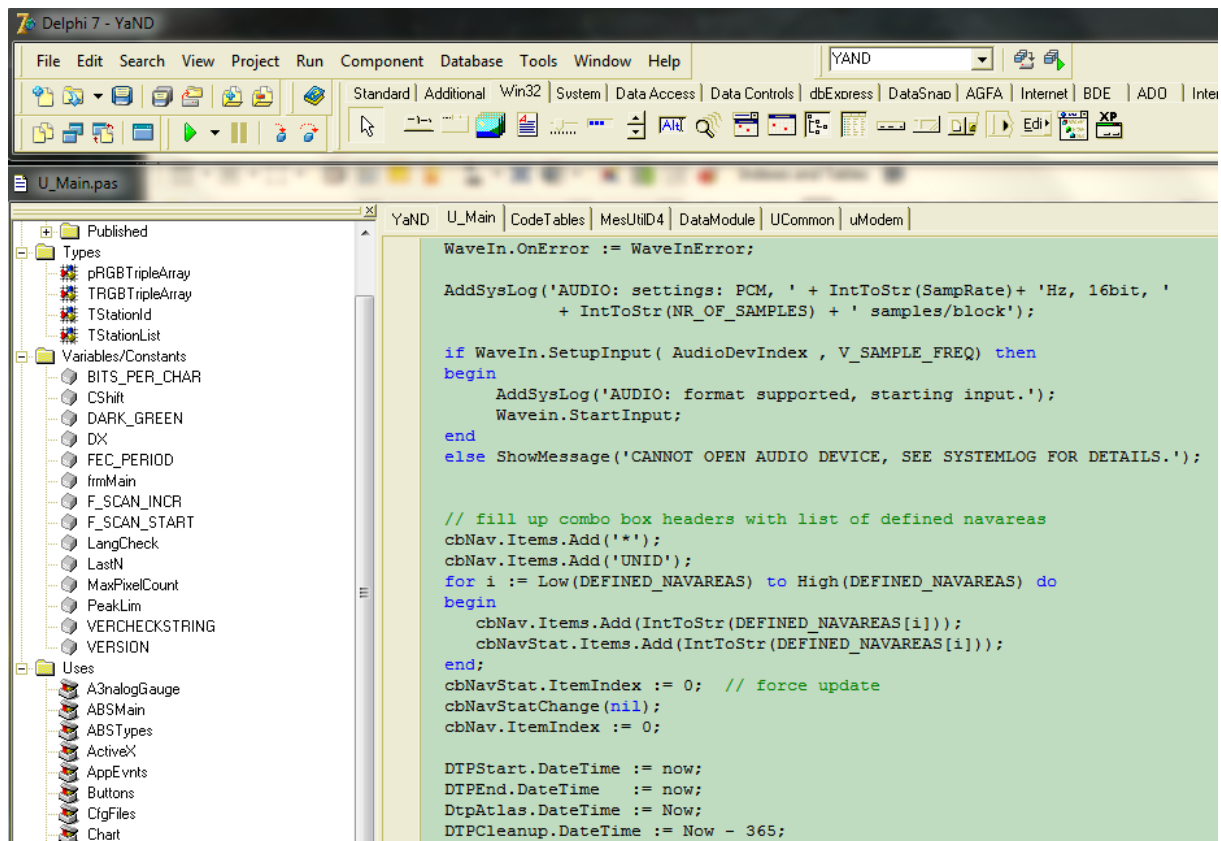 Delphi 7 - YaND
File Edit Search View Project Run Component Database Tools Window Help
YAND
Standard Additional Win32 System Data Access Data Controls dbExpress DataSnap AGFA Internet BDE ADO Inter
U_Main.pas
YaND U_Main CodeTables MesUtilD4 DataModule UCommon uModem
Published
Types
pRGBTripleArray
TRGBTripleArray
TStationId
TStationList
Variables/Constants
BITS_PER_CHAR
CShift
DARK_GREEN
DX
FEC_PERIOD
frmMain
F_SCAN_INCR
F_SCAN_START
LangCheck
LastN
MaxPixelCount
PeakLim
VERCHECKSTRING
VERSION
Uses
A3nalogGauge
ABSMain
ABSTypes
ActiveX
AppEvnts
Buttons
CfgFiles
Chart
WaveIn.OnError := WaveInError;
AddSysLog('AUDIO: settings: PCM, ' + IntToStr(SampRate)+ 'Hz, 16bit, '
+ IntToStr(NR_OF_SAMPLES) + ' samples/block');
if WaveIn.SetupInput( AudioDevIndex , V_SAMPLE_FREQ) then
begin
AddSysLog('AUDIO: format supported, starting input.');
Wavein.StartInput;
end
else ShowMessage('CANNOT OPEN AUDIO DEVICE, SEE SYSTEMLOG FOR DETAILS.');
// fill up combo box headers with list of defined navareas
cbNav.Items.Add('*');
cbNav.Items.Add('UNID');
for i := Low(DEFINED_NAVAREAS) to High(DEFINED_NAVAREAS) do
begin
cbNav.Items.Add(IntToStr(DEFINED_NAVAREAS[i]));
cbNavStat.Items.Add(IntToStr(DEFINED_NAVAREAS[i]));
end;
cbNavStat.ItemIndex := 0; // force update
cbNavStatChange(nil);
cbNav.ItemIndex := 0;
DTPStart.DateTime := now;
DTPEnd.DateTime := now;
DtpAtlas.DateTime := Now;
DTPCleanup.DateTime := Now - 365;